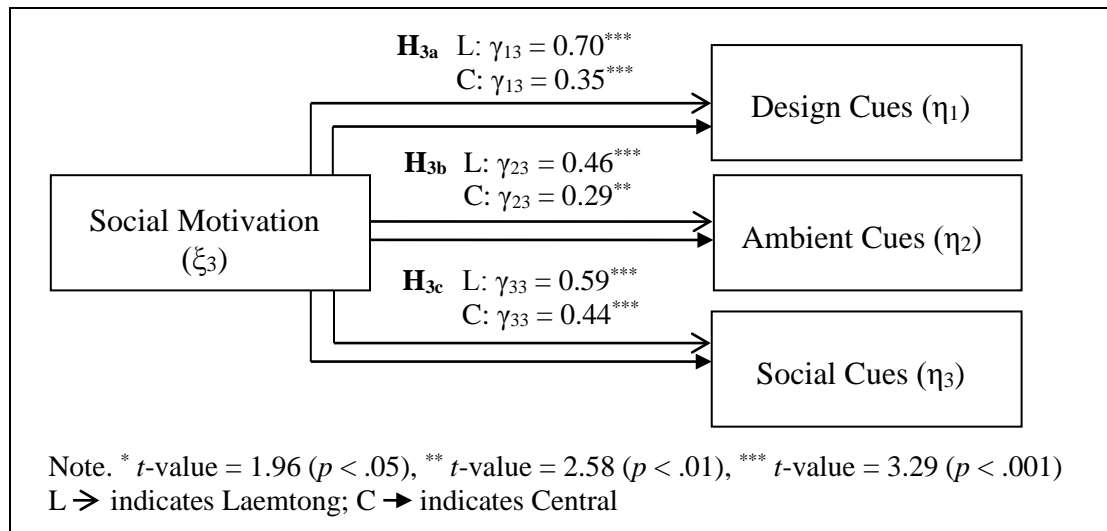 H3a L: γ13 = 0.70***
C: γ13 = 0.35***
Design Cues (η1)
H3b L: γ23 = 0.46***
C: γ23 = 0.29**
Social Motivation
(ξ3)
Ambient Cues (η2)
H3c L: γ33 = 0.59***
C: γ33 = 0.44***
Social Cues (η3)
Note. * t-value = 1.96 (p < .05), ** t-value = 2.58 (p < .01), *** t-value = 3.29 (p < .001)
L → indicates Laemtong; C → indicates Central